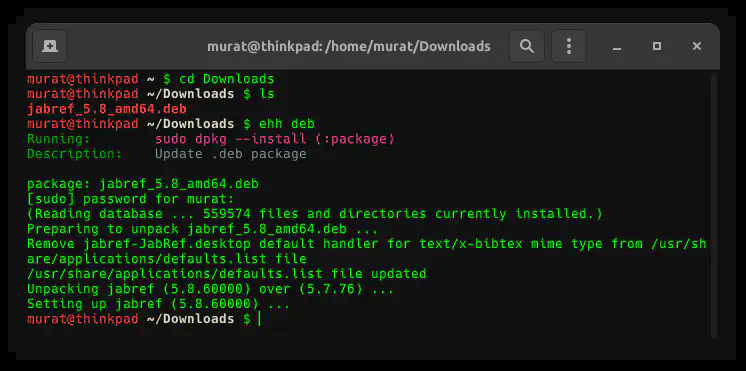 murat@thinkpad: /home/murat/Downloads
murat@thinkpad ~ $ cd Downloads
murat@thinkpad ~/Downloads $ ls
jabref_5.8_amd64.deb
murat@thinkpad ~/Downloads $ ehh deb
Running:        sudo dpkg --install (:package)
Description:    Update .deb package
package: jabref_5.8_amd64.deb
[sudo] password for murat:
(Reading database ... 559574 files and directories currently installed.)
Preparing to unpack jabref_5.8_amd64.deb ...
Remove jabref-JabRef.desktop default handler for text/x-bibtex mime type from /usr/sh
are/applications/defaults.list file
/usr/share/applications/defaults.list file updated
Unpacking jabref (5.8.60000) over (5.7.76) ...
Setting up jabref (5.8.60000) ...
murat@thinkpad ~/Downloads $